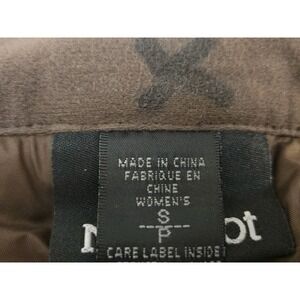 MADE IN CHINA
FABRIQUE EN
CHINE
WOMEN'S
S
P
CARE LABEL INSIDE